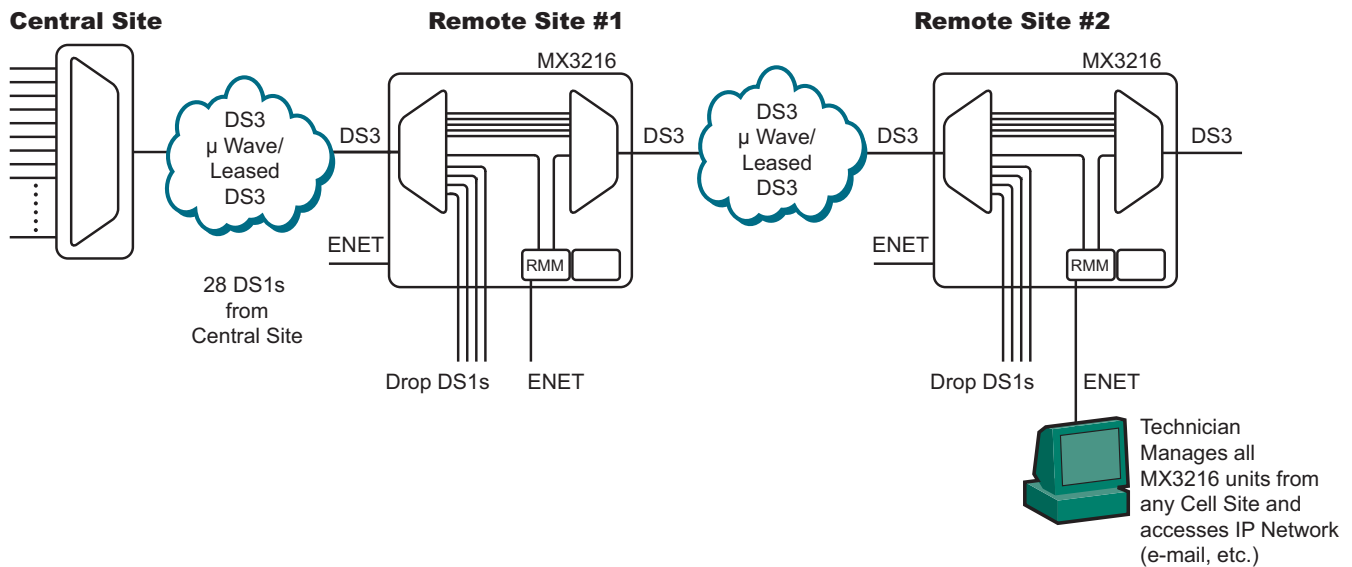 Central Site
Remote Site #1
Remote Site #2
MX3216
MX3216
DS3
µ Wave/
Leased
DS3
DS3
DS3
DS3
µ Wave/
Leased
DS3
DS3
DS3
ENET
RMM
ENET
RMM
28 DS1s
from
Central Site
Drop DS1s
ENET
Drop DS1s
ENET
Technician
Manages all
MX3216 units from
any Cell Site and
accesses IP Network
(e-mail, etc.)